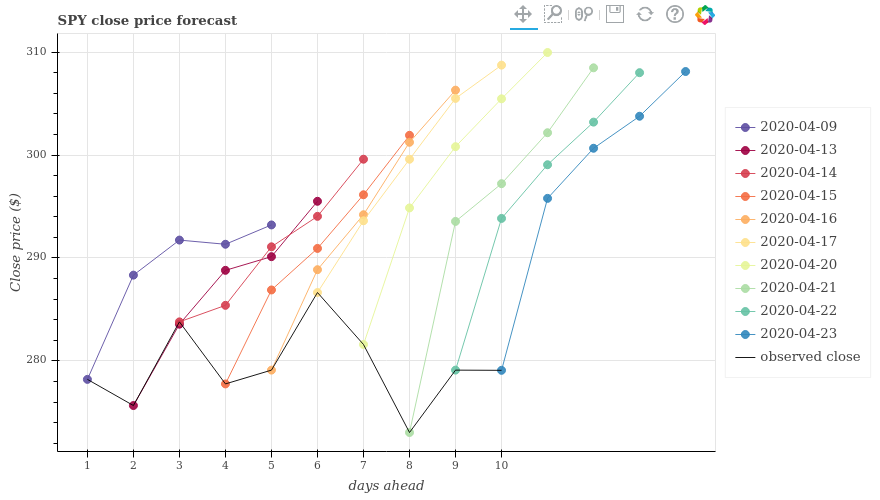 SPY close price forecast
310
300
290
280
Close price ($)
1 2 3 4 5 6 7 8 9 10
days ahead
2020-04-09
2020-04-13
2020-04-14
2020-04-15
2020-04-16
2020-04-17
2020-04-20
2020-04-21
2020-04-22
2020-04-23
observed close